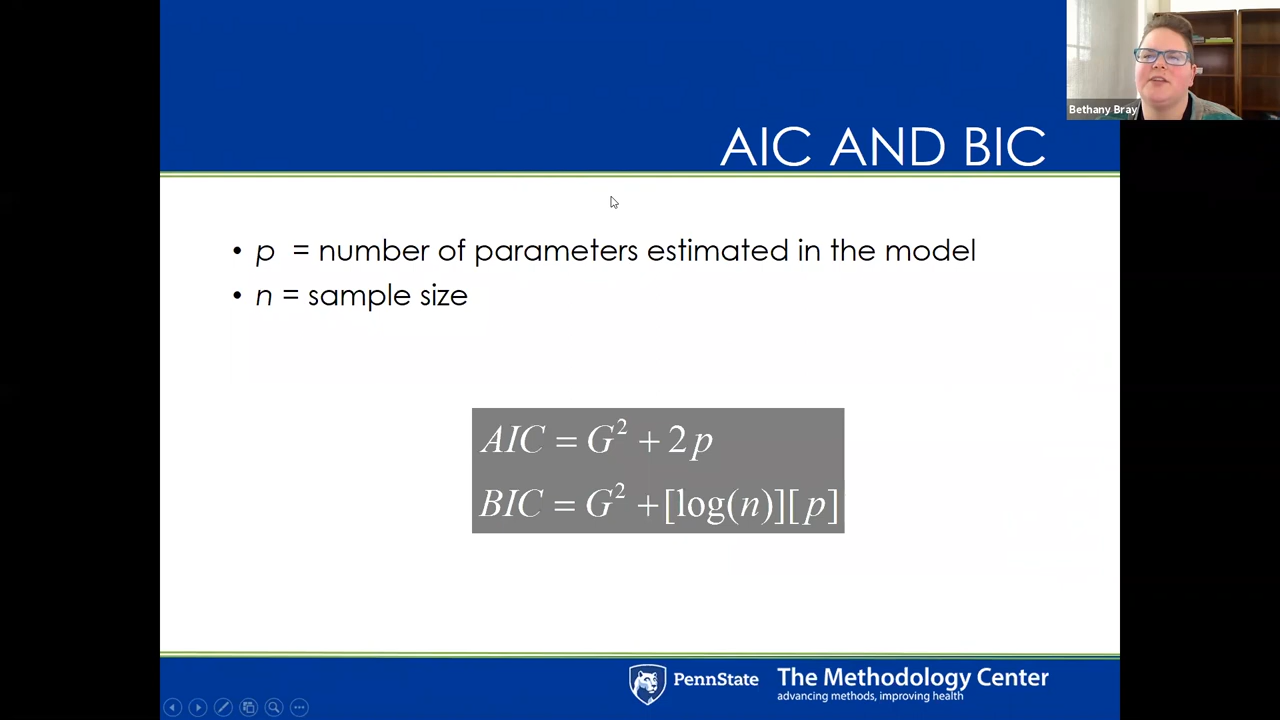 Bethany Bray
AIC AND BIC
• p = number of parameters estimated in the model
• n = sample size
AIC = G² + 2p
BIC = G² + [log(n)][p]
PennState
The Methodology Center
advancing methods, improving health